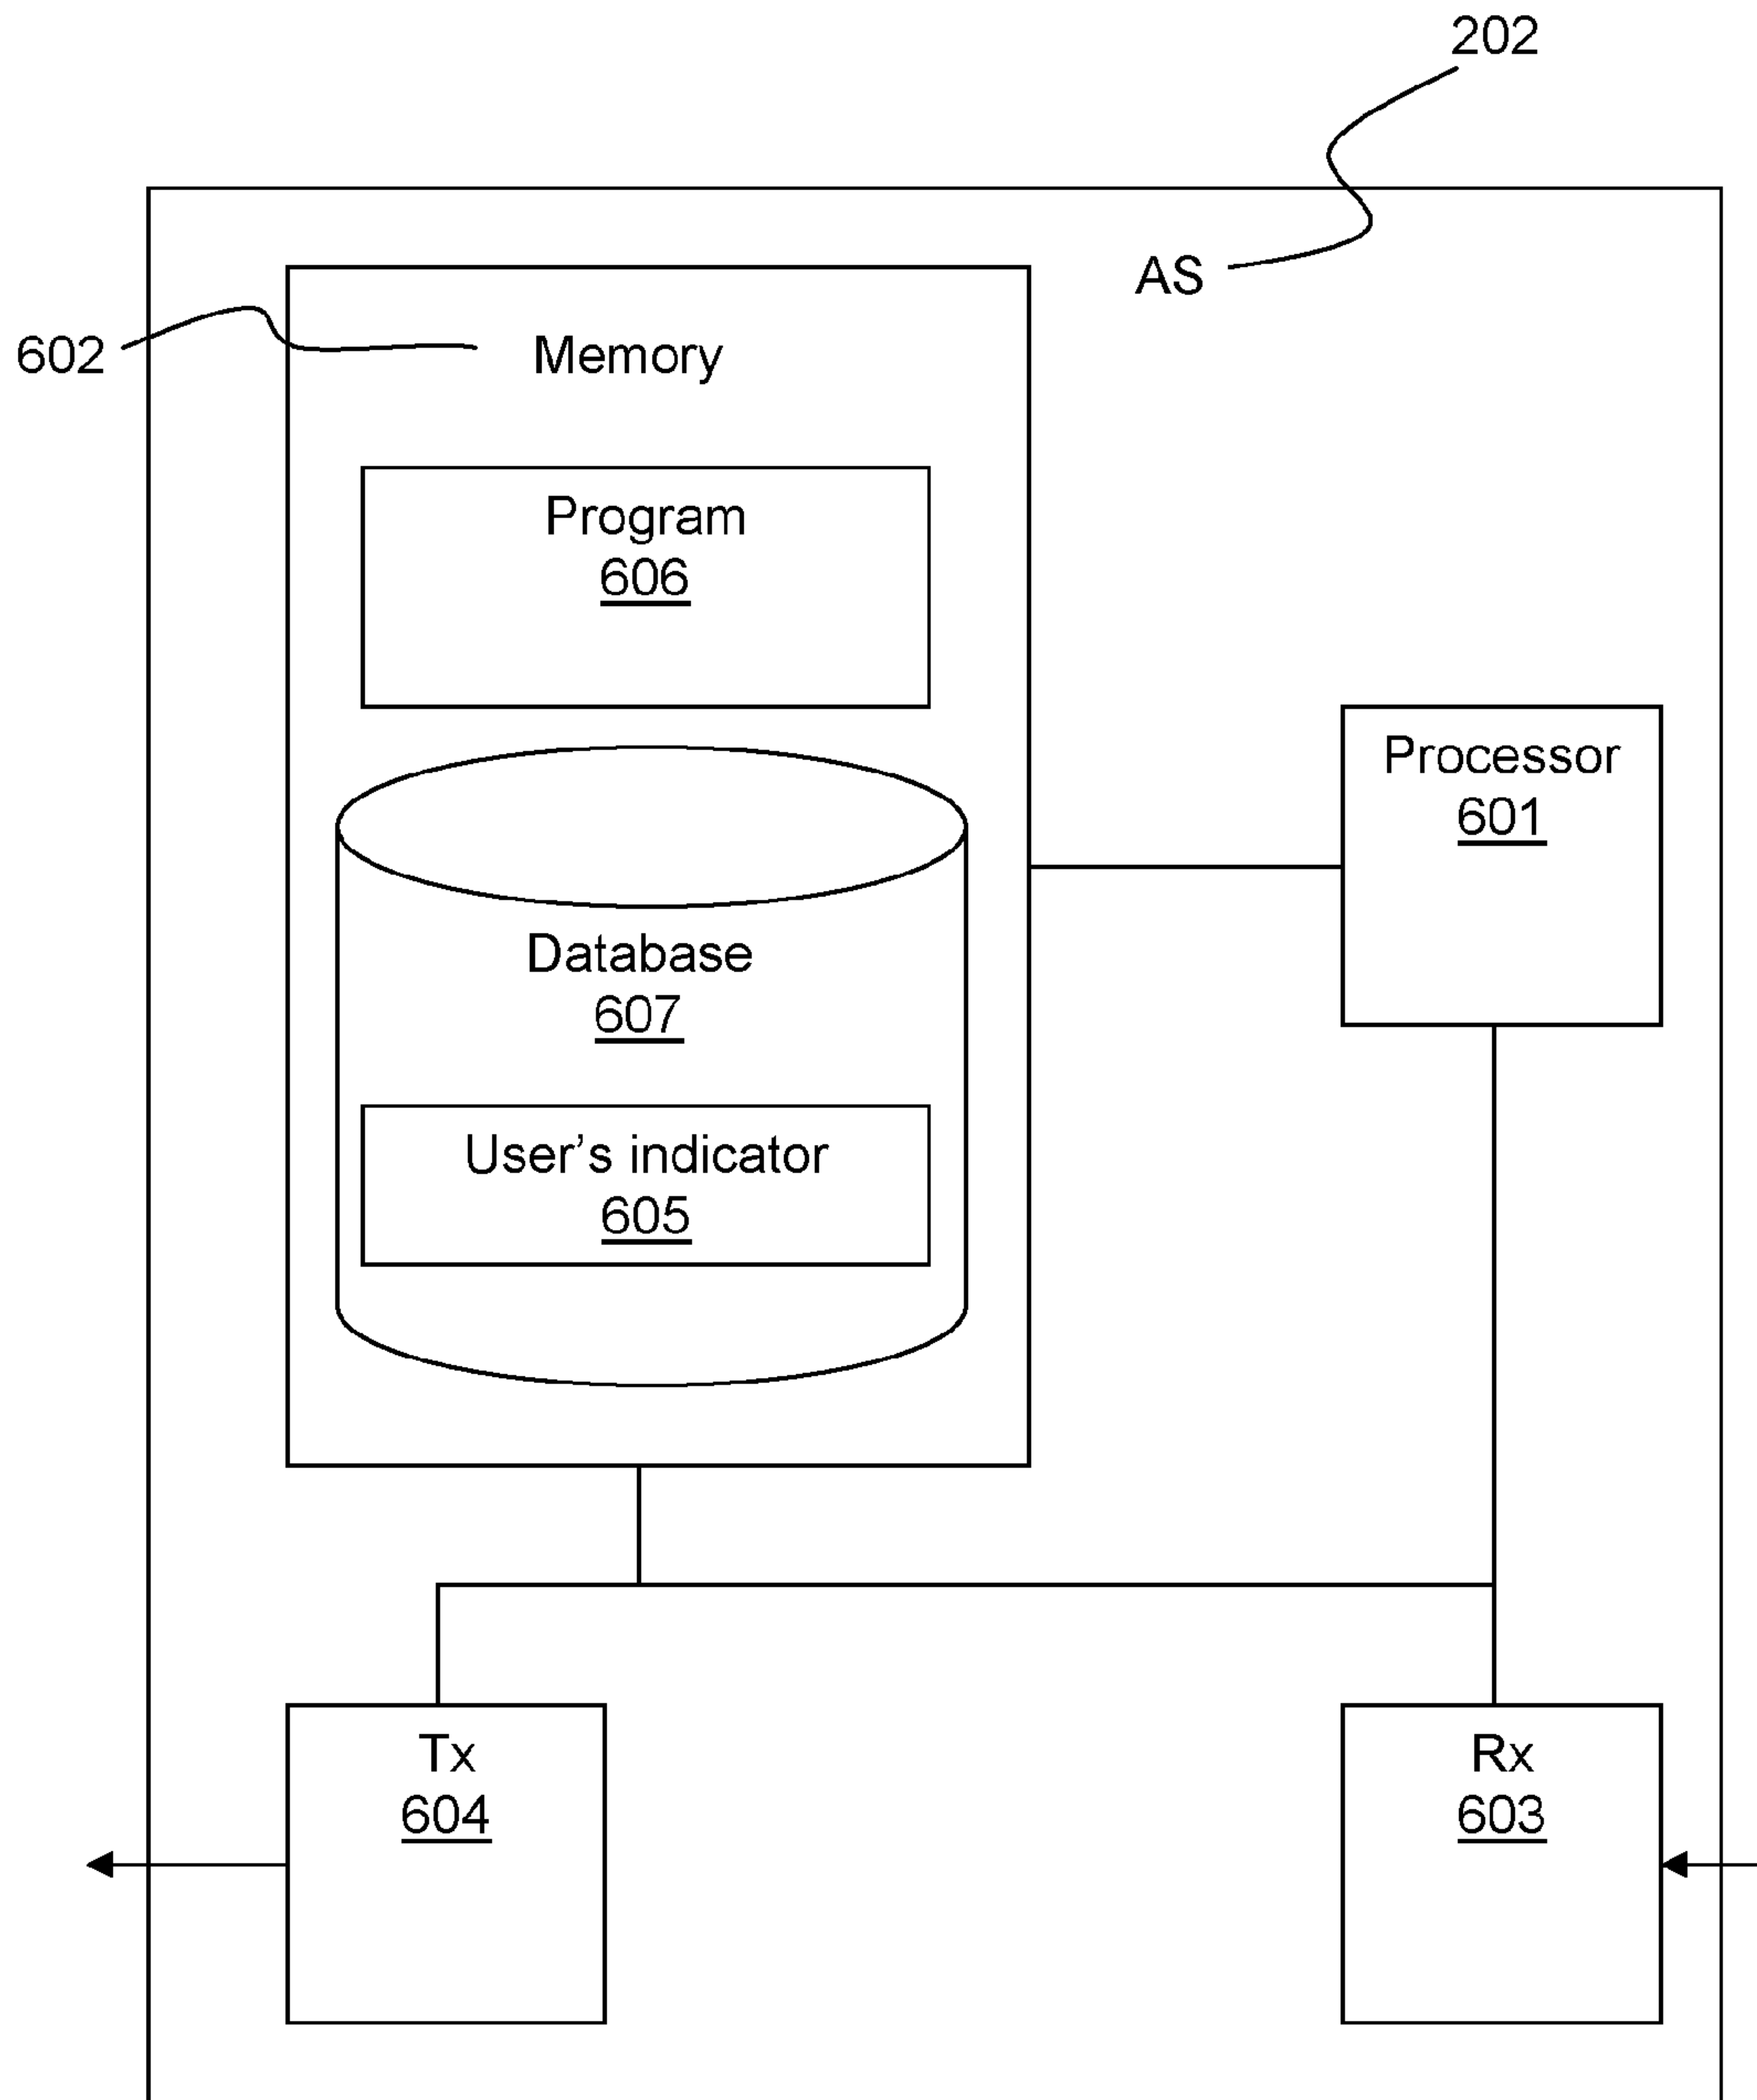 202
AS
602
Memory
Program
606
Processor
601
Database
607
User's indicator
605
Tx
604
Rx
603